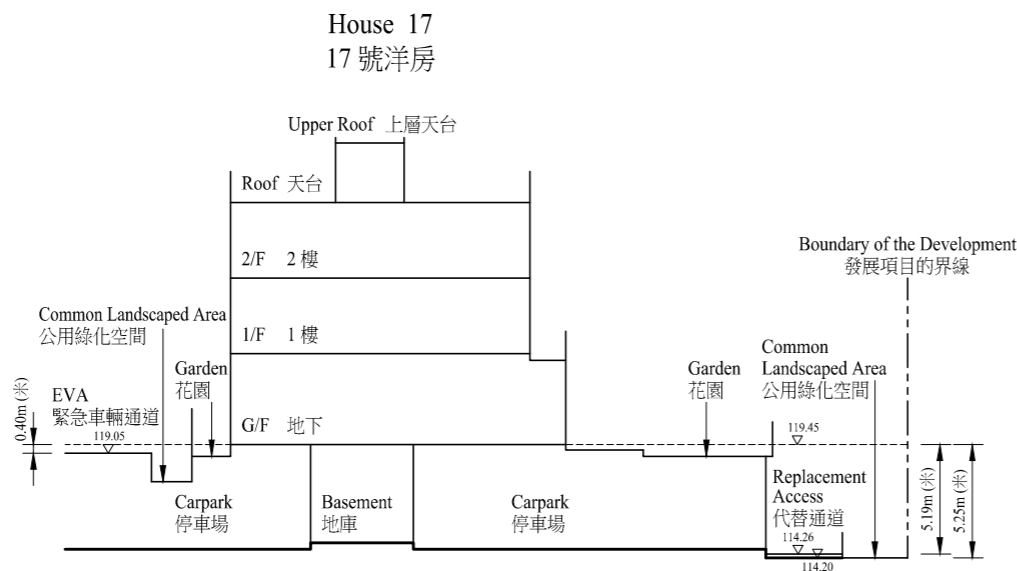 House 17
17 號洋房
Upper Roof 上層天台
Roof 天台
2/F 2 樓
Boundary of the Development
發展項目的界線
Common Landscaped Area
公用綠化空間
1/F 1 樓
Garden
花園
Garden
花園
Common
Landscaped Area
公用綠化空間
EVA
緊急車輛通道
0.40m (米)
119.05
G/F 地下
119.45
Carpark
停車場
Basement
地庫
Carpark
停車場
Replacement
Access
代替通道
114.26
114.20
5.19m (米)
5.25m (米)